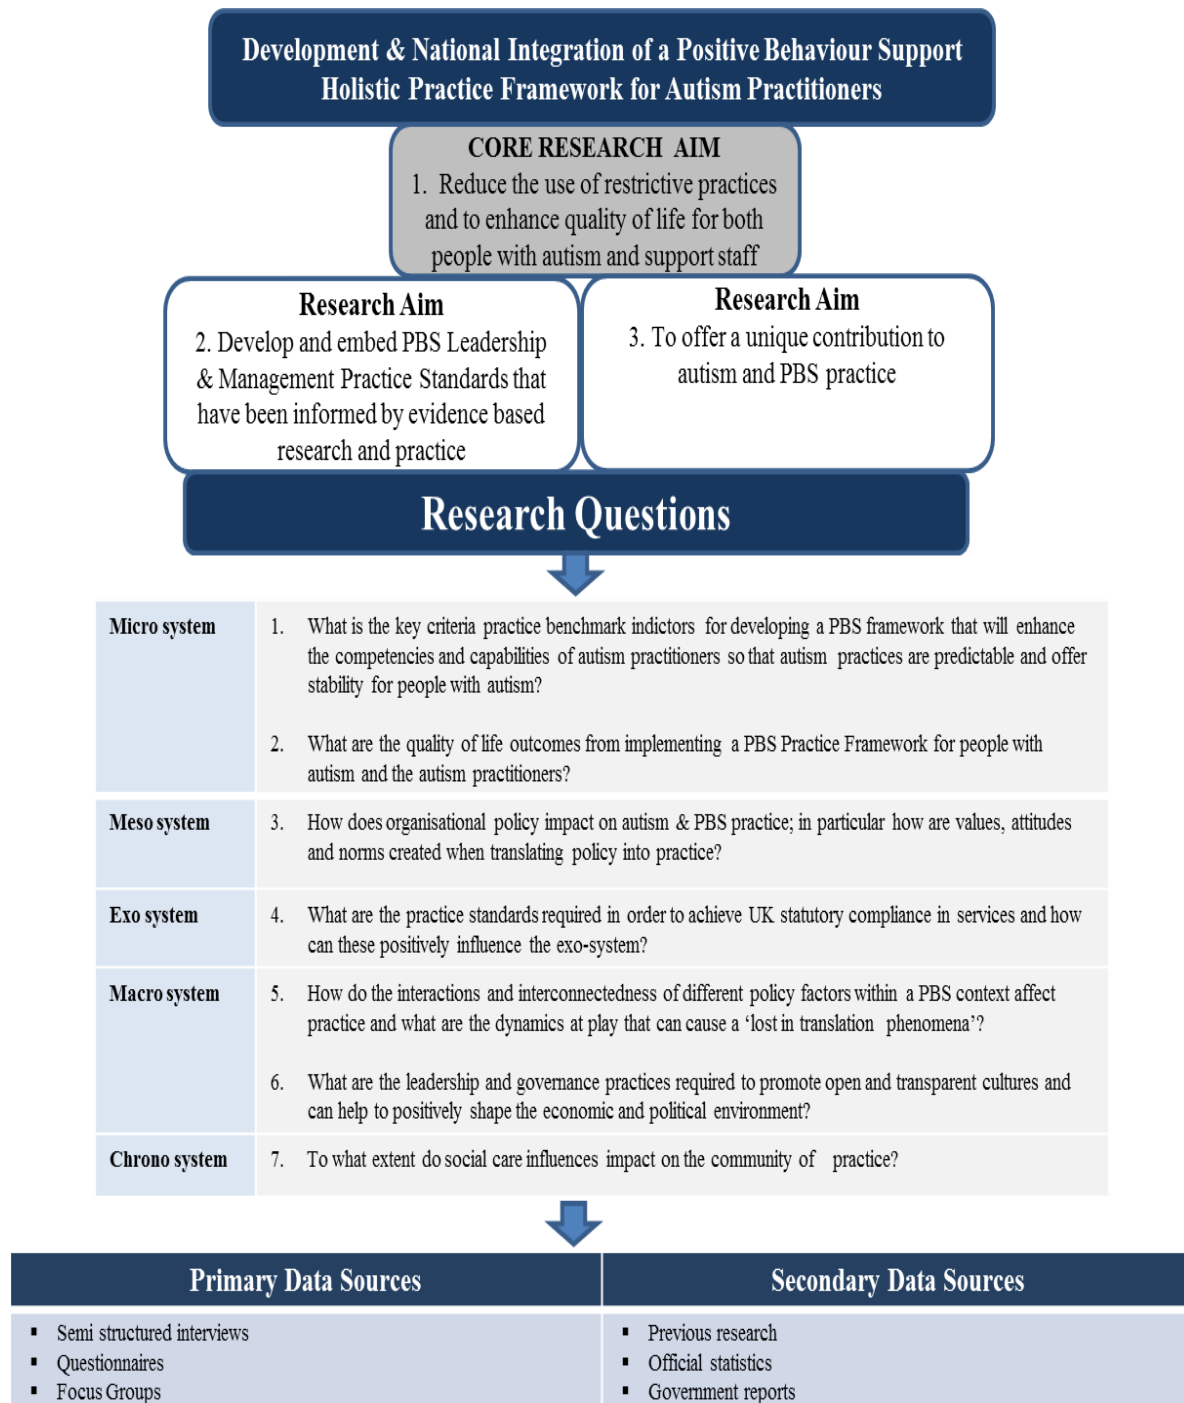 Development & National Integration of a Positive Behaviour Support
Holistic Practice Framework for Autism Practitioners
CORE RESEARCH AIM
1. Reduce the use of restrictive practices
and to enhance quality of life for both
people with autism and support staff
Research Aim
2. Develop and embed PBS Leadership
& Management Practice Standards that
have been informed by evidence based
research and practice
Research Aim
3. To offer a unique contribution to
autism and PBS practice
Research Questions
Micro system
1. What is the key criteria practice benchmark indictors for developing a PBS framework that will enhance
the competencies and capabilities of autism practitioners so that autism practices are predictable and offer
stability for people with autism?
2. What are the quality of life outcomes from implementing a PBS Practice Framework for people with
autism and the autism practitioners?
Meso system
3. How does organisational policy impact on autism & PBS practice; in particular how are values, attitudes
and norms created when translating policy into practice?
Exo system
4. What are the practice standards required in order to achieve UK statutory compliance in services and how
can these positively influence the exo-system?
Macro system
5. How do the interactions and interconnectedness of different policy factors within a PBS context affect
practice and what are the dynamics at play that can cause a ‘lost in translation phenomena’?
6. What are the leadership and governance practices required to promote open and transparent cultures and
can help to positively shape the economic and political environment?
Chrono system
7. To what extent do social care influences impact on the community of practice?
Primary Data Sources
▪ Semi structured interviews
▪ Questionnaires
▪ Focus Groups
Secondary Data Sources
▪ Previous research
▪ Official statistics
▪ Government reports